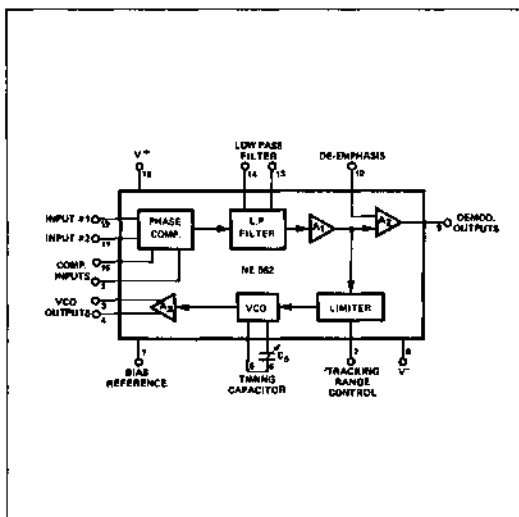 V+
16
LOW PASS
FILTER
14
13
DE-EMPHASIS
10
INPUT #1
INPUT #2
PHASE
COMP.
L.P.
FILTER
A1
A2
9
DEMOD.
OUTPUTS
COMP.
INPUTS
15
2
NE 562
VCO
OUTPUTS
3
4
A3
VCO
LIMITER
5
6
7
8
V-
BIAS
REFERENCE
TIMING
CAPACITOR
TRACKING
RANGE
CONTROL